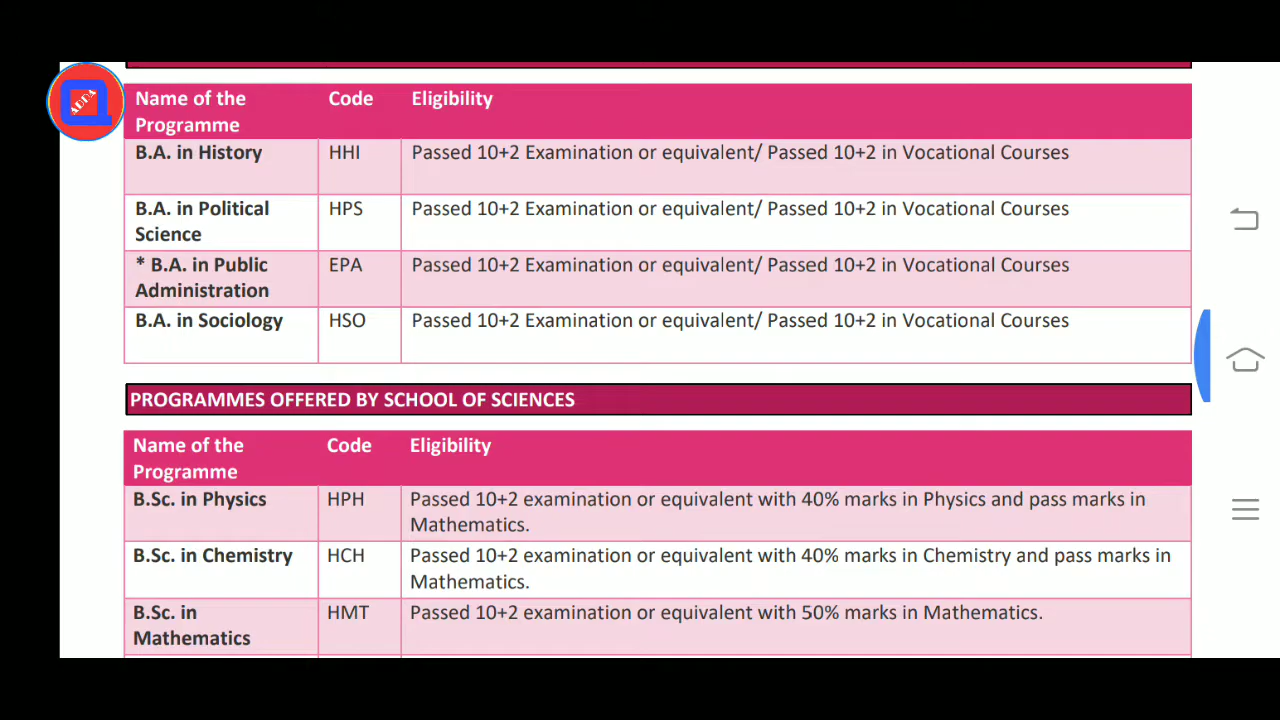 ADDA
Name of the Code Eligibility
Programme
B.A. in History HHI Passed 10+2 Examination or equivalent/ Passed 10+2 in Vocational Courses
B.A. in Political HPS Passed 10+2 Examination or equivalent/ Passed 10+2 in Vocational Courses
Science
* B.A. in Public EPA Passed 10+2 Examination or equivalent/ Passed 10+2 in Vocational Courses
Administration
B.A. in Sociology HSO Passed 10+2 Examination or equivalent/ Passed 10+2 in Vocational Courses
PROGRAMMES OFFERED BY SCHOOL OF SCIENCES
Name of the Code Eligibility
Programme
B.Sc. in Physics HPH Passed 10+2 examination or equivalent with 40% marks in Physics and pass marks in
Mathematics.
B.Sc. in Chemistry HCH Passed 10+2 examination or equivalent with 40% marks in Chemistry and pass marks in
Mathematics.
B.Sc. in HMT Passed 10+2 examination or equivalent with 50% marks in Mathematics.
Mathematics